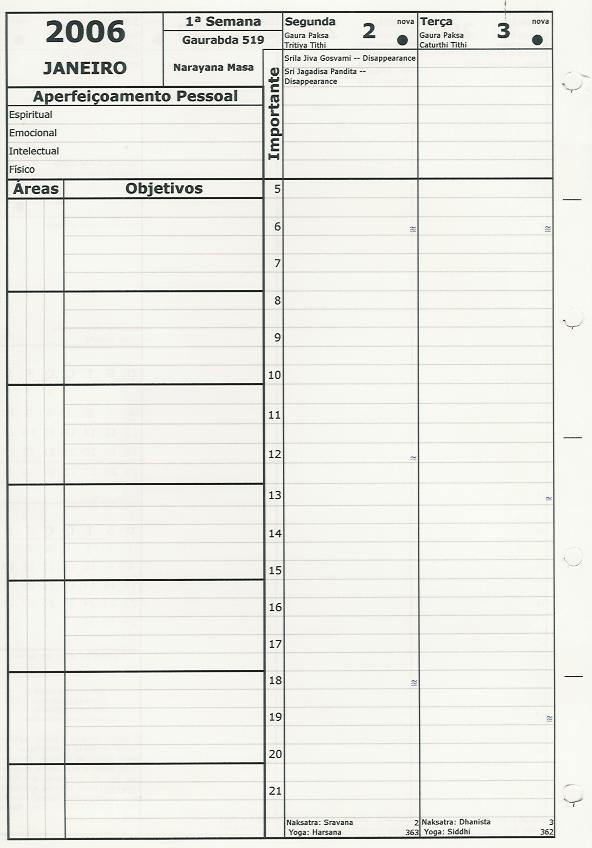 2006
JANEIRO
1ª Semana
Gaurabda 519
Narayana Masa
Aperfeiçoamento Pessoal
Espiritual
Emocional
Intelectual
Físico
Áreas Objetivos
Importante
Segunda 2 nova
Gaura Paksa
Tritiya Tithi
Srila Jiva Gosvami -- Disappearance
Sri Jagadisa Pandita --
Disappearance
Terça 3 nova
Gaura Paksa
Caturthi Tithi
5
6
7
8
9
10
11
12
13
14
15
16
17
18
19
20
21
Naksatra: Sravana 2
Yoga: Harsana 363
Naksatra: Dhanista 3
Yoga: Siddhi 362